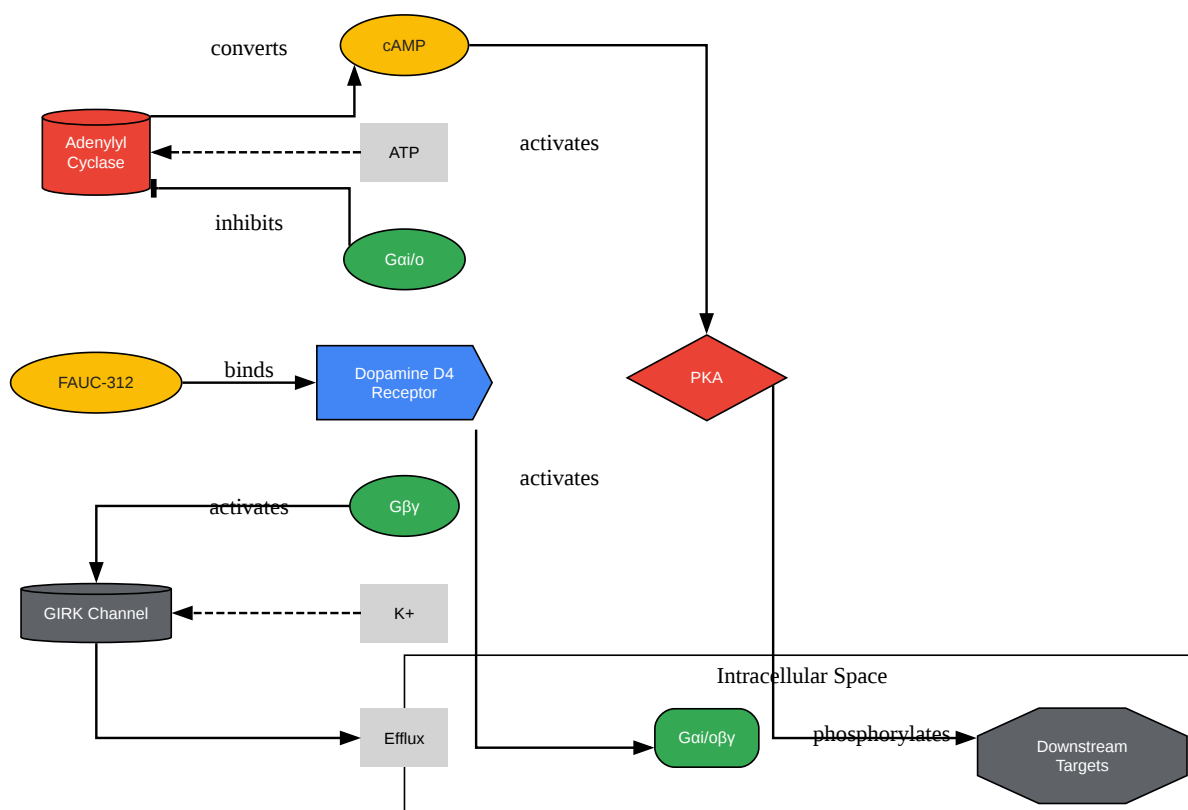 converts
cAMP
Adenylyl
Cyclase
ATP
activates
inhibits
Gαi/o
FAUC-312
binds
Dopamine D4
Receptor
PKA
activates
Gβγ
activates
GIRK Channel
K+
Intracellular Space
Efflux
Gαi/oβγ
phosphorylates
Downstream
Targets